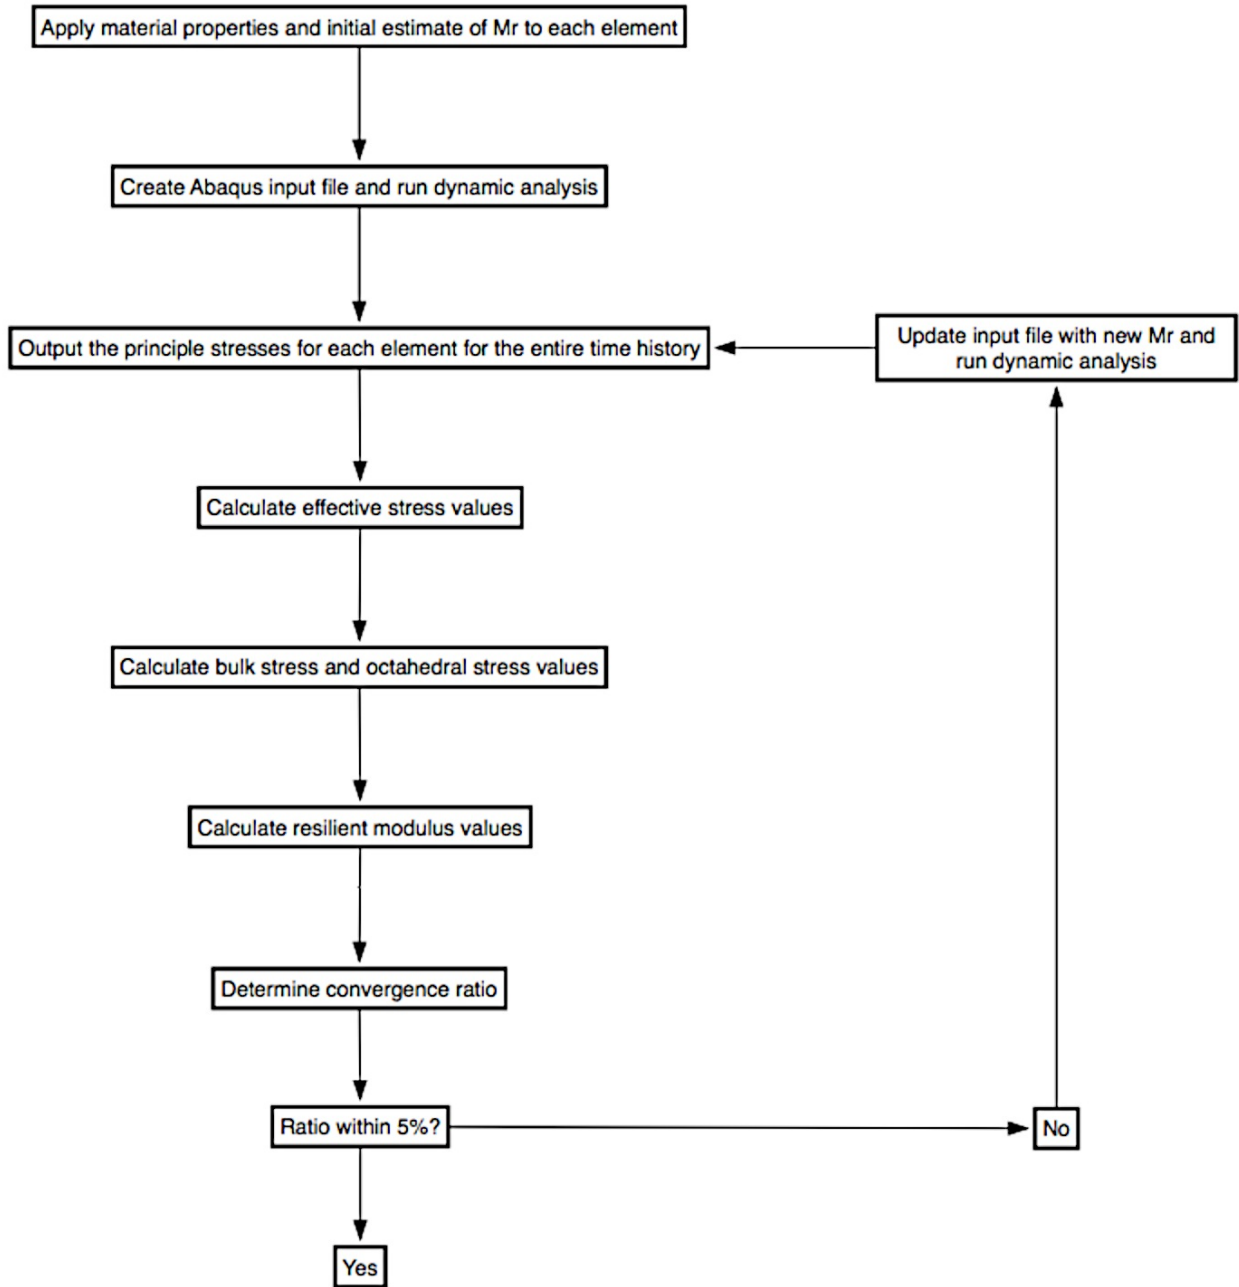 Apply material properties and initial estimate of Mr to each element
Create Abaqus input file and run dynamic analysis
Output the principle stresses for each element for the entire time history
Update input file with new Mr and
run dynamic analysis
Calculate effective stress values
Calculate bulk stress and octahedral stress values
Calculate resilient modulus values
Determine convergence ratio
Ratio within 5%?
No
Yes